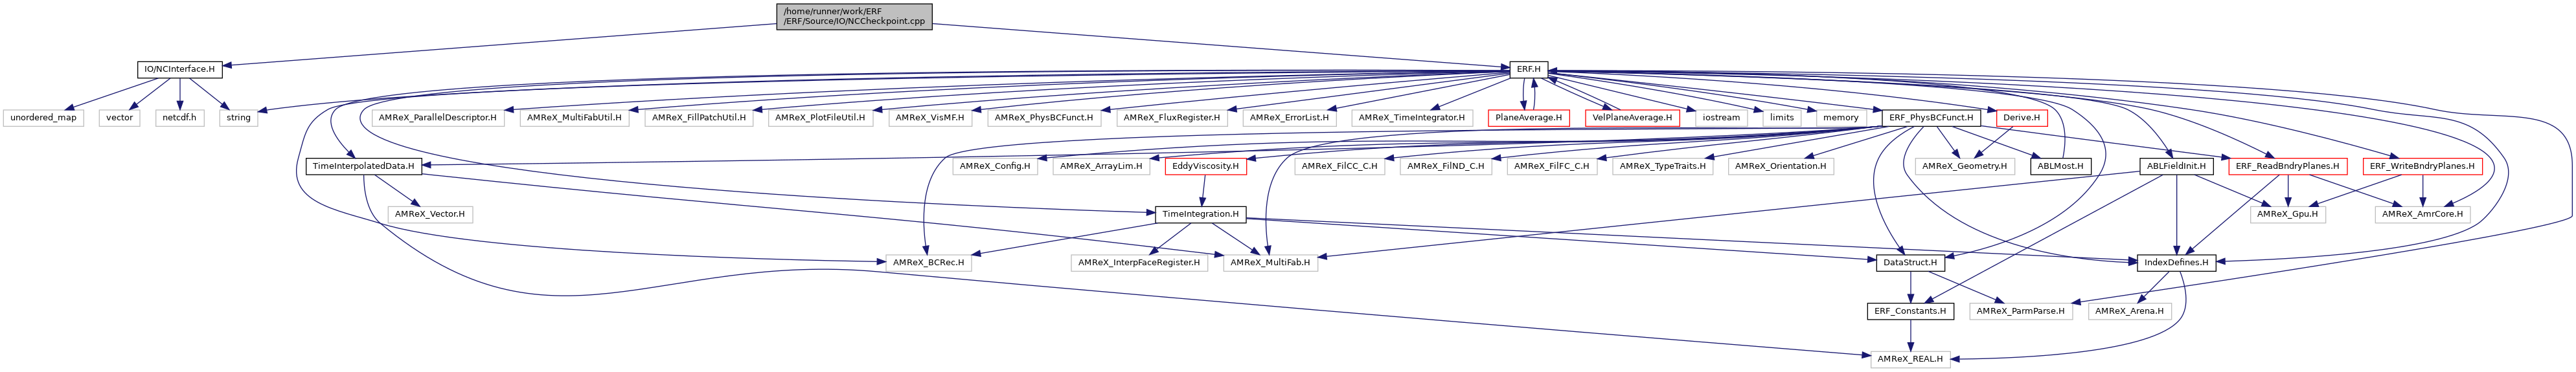 /home/runner/work/ERF
/ERF/Source/IO/NCCheckpoint.cpp
IO/NCInterface.H
ERF.H
unordered_map
vector
netcdf.h
string
AMReX_ParallelDescriptor.H
AMReX_MultiFabUtil.H
AMReX_FillPatchUtil.H
AMReX_PlotFileUtil.H
AMReX_VisMF.H
AMReX_PhysBCFunct.H
AMReX_FluxRegister.H
AMReX_ErrorList.H
AMReX_TimeIntegrator.H
PlaneAverage.H
VelPlaneAverage.H
iostream
limits
memory
ERF_PhysBCFunct.H
Derive.H
TimeInterpolatedData.H
AMReX_Config.H
AMReX_ArrayLim.H
EddyViscosity.H
AMReX_FilCC_C.H
AMReX_FilND_C.H
AMReX_FilFC_C.H
AMReX_TypeTraits.H
AMReX_Orientation.H
AMReX_Geometry.H
ABLMost.H
ABLFieldInit.H
ERF_ReadBndryPlanes.H
ERF_WriteBndryPlanes.H
AMReX_Vector.H
TimeIntegration.H
AMReX_Gpu.H
AMReX_AmrCore.H
AMReX_BCRec.H
AMReX_InterpFaceRegister.H
AMReX_MultiFab.H
DataStruct.H
IndexDefines.H
ERF_Constants.H
AMReX_ParmParse.H
AMReX_Arena.H
AMReX_REAL.H